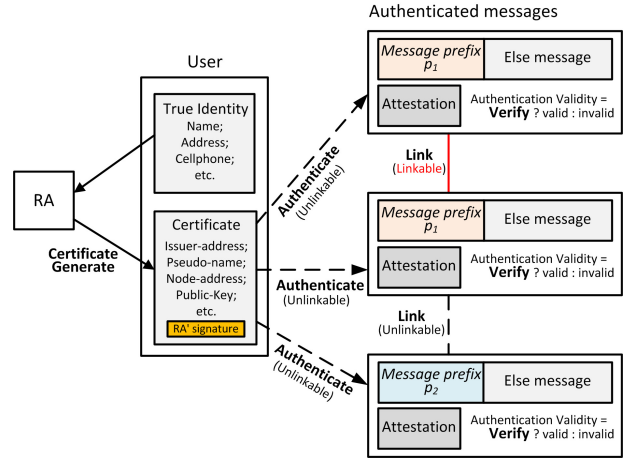 Authenticated messages
User
True Identity
Name;
Address;
Cellphone;
etc.
RA
Certificate
Generate
Certificate
Issuer-address;
Pseudo-name;
Node-address;
Public-Key;
etc.
RA' signature
Authenticate
(Unlinkable)
Authenticate
(Unlinkable)
Authenticate
(Unlinkable)
Message prefix
p1
Else message
Attestation
Authentication Validity =
Verify ? valid : invalid
Link
(Linkable)
Message prefix
p1
Else message
Attestation
Authentication Validity =
Verify ? valid : invalid
Link
(Unlinkable)
Message prefix
p2
Else message
Attestation
Authentication Validity =
Verify ? valid : invalid